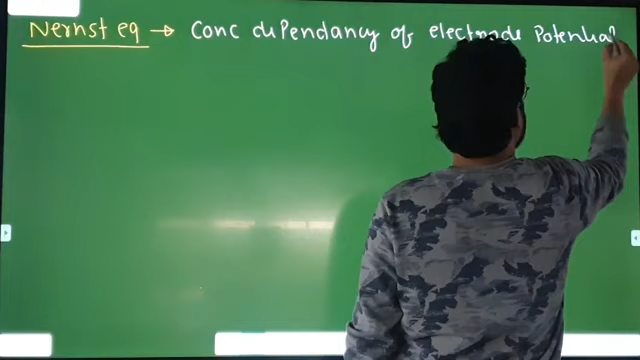 Nernst eq → Conc dependancy of electrode Potential